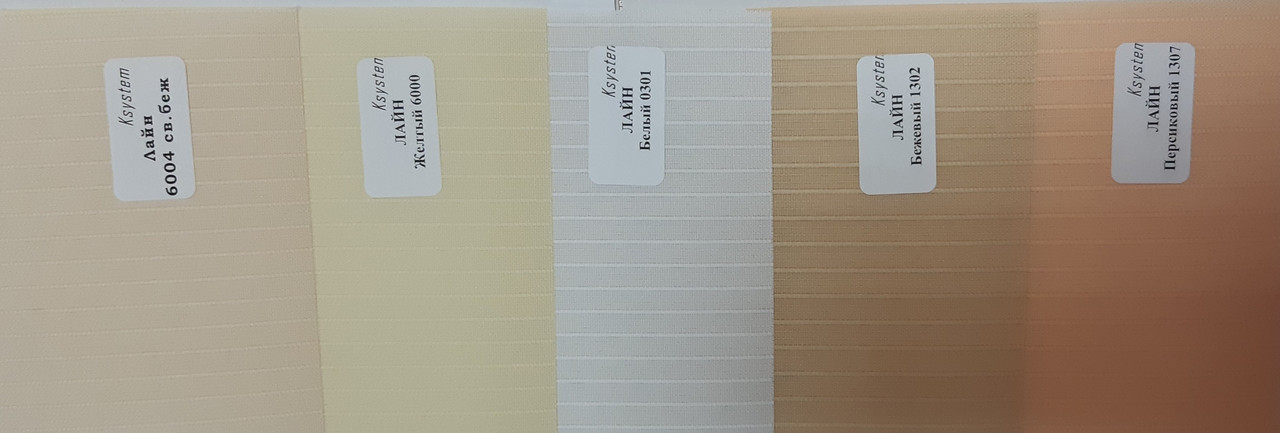 Ksystem
Лайн
6004 св.беж
Ksystem
ЛАЙН
Желтый 6000
Ksystem
ЛАЙН
Белый 0301
Ksystem
ЛАЙН
Бежевый 1302
Ksystem
ЛАЙН
Персиковый 1307